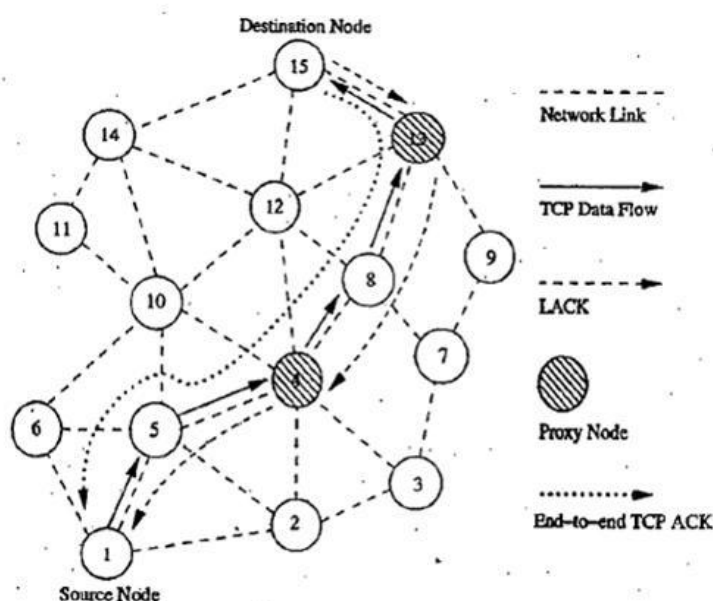 Destination Node
15
14
13
Network Link
12
TCP Data Flow
11
9
8
10
LACK
7
4
6
5
Proxy Node
3
2
End-to-end TCP ACK
1
Source Node